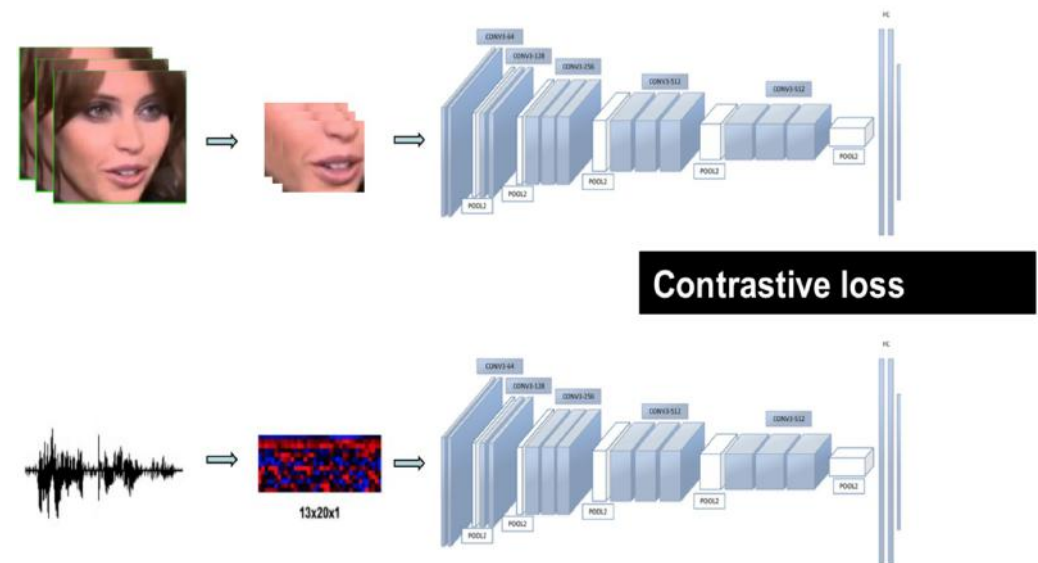 FC
CONV3-64
CONV3-128
CONV3-256
CONV3-512
CONV3-512
POOL2
POOL2
POOL2
POOL2
POOL2
Contrastive loss
FC
CONV3-64
CONV3-128
CONV3-256
CONV3-512
CONV3-512
POOL2
POOL2
POOL2
POOL2
POOL2
13x20x1